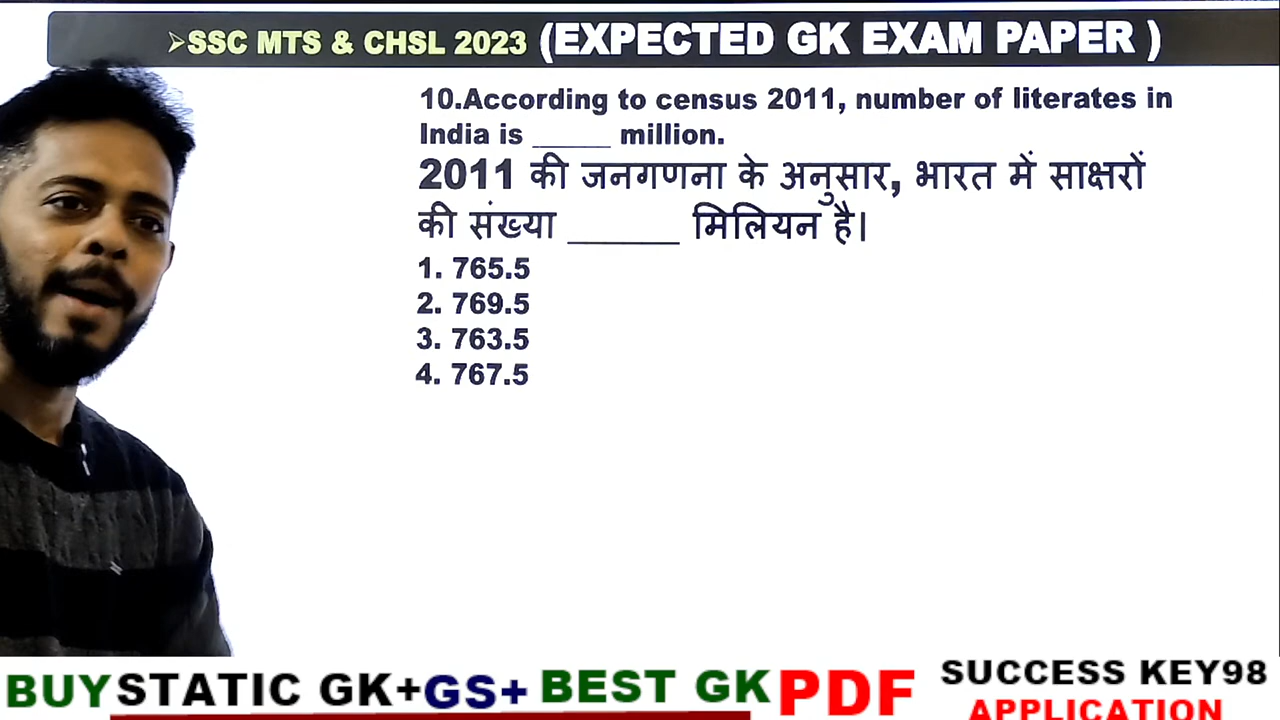 ➢SSC MTS & CHSL 2023 (EXPECTED GK EXAM PAPER )
10.According to census 2011, number of literates in
India is _____ million.
2011 की जनगणना के अनुसार, भारत में साक्षरों
की संख्या ______ मिलियन है।
1. 765.5
2. 769.5
3. 763.5
4. 767.5
BUY STATIC GK+GS+ BEST GK PDF SUCCESS KEY98
APPLICATION